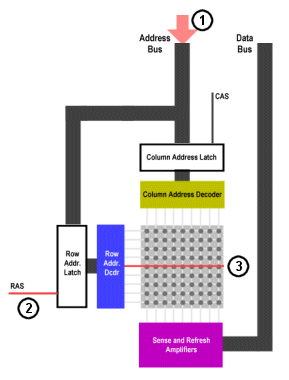 1
Address
Bus
Data
Bus
CAS
Column Address Latch
Column Address Decoder
Row
Addr.
Latch
Row
Addr.
Dcdr
3
RAS
2
Sense and Refresh
Amplifiers